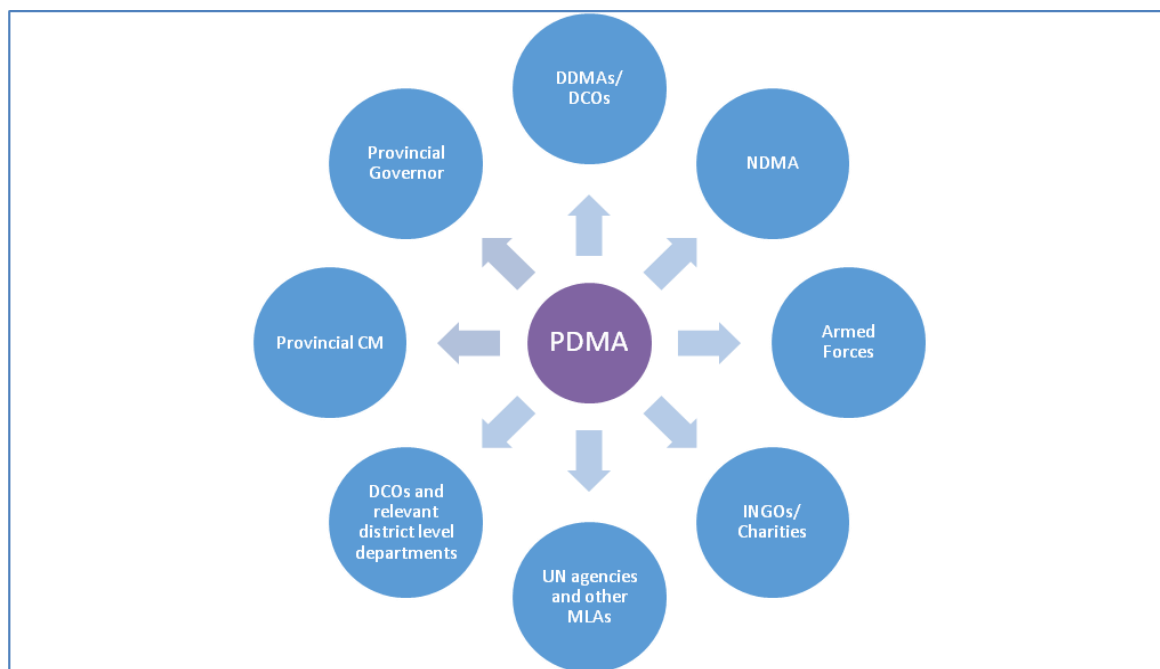 DDMAs/
DCOs
Provincial
Governor
NDMA
Provincial CM
PDMA
Armed
Forces
DCOs and
relevant
district level
departments
INGOs/
Charities
UN agencies
and other
MLAs